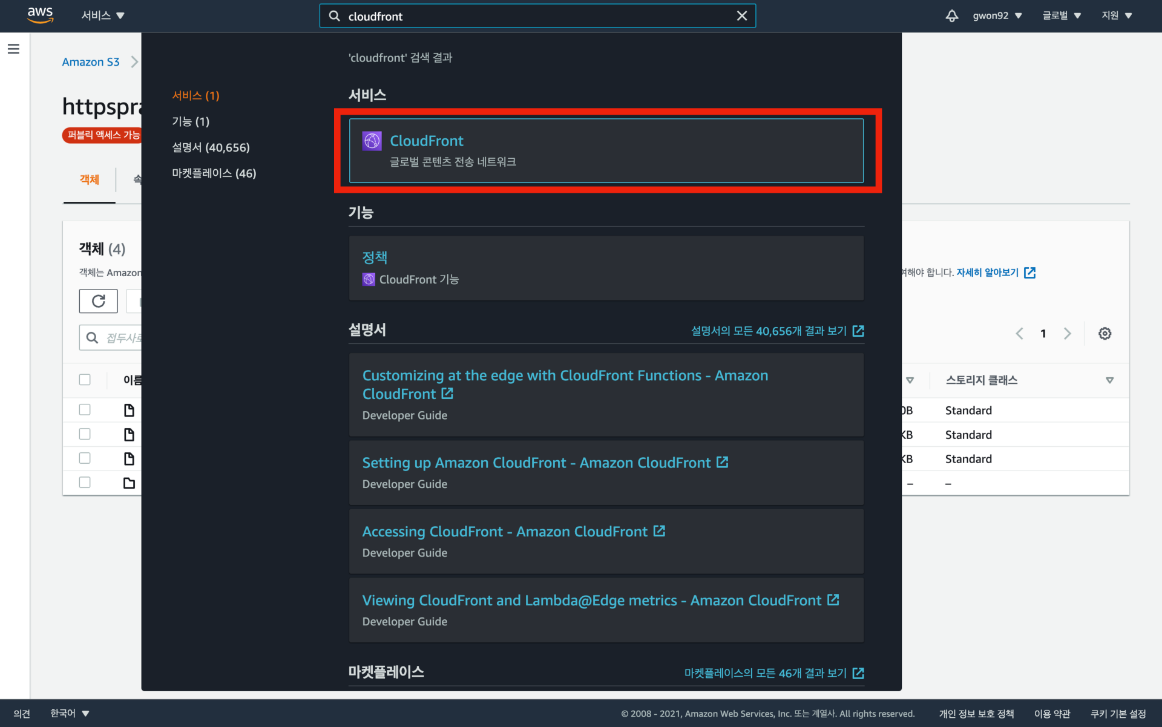 aws
서비스 ▼
cloudfront
gwon92 ▼
글로벌 ▼
지원 ▼
Amazon S3
httpspra
퍼블릭 액세스 가능
객체
속
객체 (4)
객체는 Amazon
접두사로
이름
'cloudfront' 검색 결과
서비스 (1)
기능 (1)
설명서 (40,656)
마켓플레이스 (46)
서비스
CloudFront
글로벌 콘텐츠 전송 네트워크
기능
정책
CloudFront 기능
설명서
설명서의 모든 40,656개 결과 보기
Customizing at the edge with CloudFront Functions - Amazon
CloudFront
Developer Guide
Setting up Amazon CloudFront - Amazon CloudFront
Developer Guide
Accessing CloudFront - Amazon CloudFront
Developer Guide
Viewing CloudFront and Lambda@Edge metrics - Amazon CloudFront
Developer Guide
마켓플레이스
마켓플레이스의 모든 46개 결과 보기
해야 합니다. 자세히 알아보기
1
스토리지 클래스
Standard
KB Standard
KB Standard
– –
의견
한국어 ▼
© 2008 - 2021, Amazon Web Services, Inc. 또는 계열사. All rights reserved.
개인 정보 보호 정책
이용 약관
쿠키 기본 설정